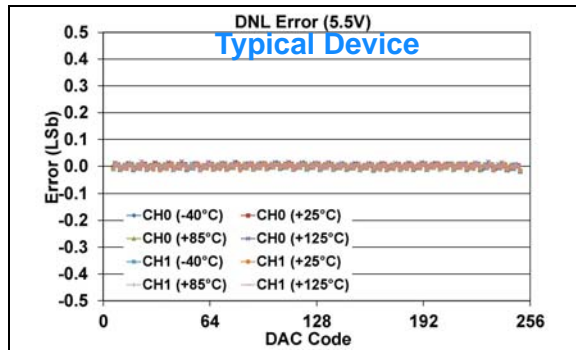 DNL Error (5.5V)
Typical Device
0.5
0.4
0.3
0.2
0.1
0.0
-0.1
-0.2
-0.3
-0.4
-0.5
Error (LSb)
CH0 (-40°C) CH0 (+25°C)
CH0 (+85°C) CH0 (+125°C)
CH1 (-40°C) CH1 (+25°C)
CH1 (+85°C) CH1 (+125°C)
0 64 128 192 256
DAC Code